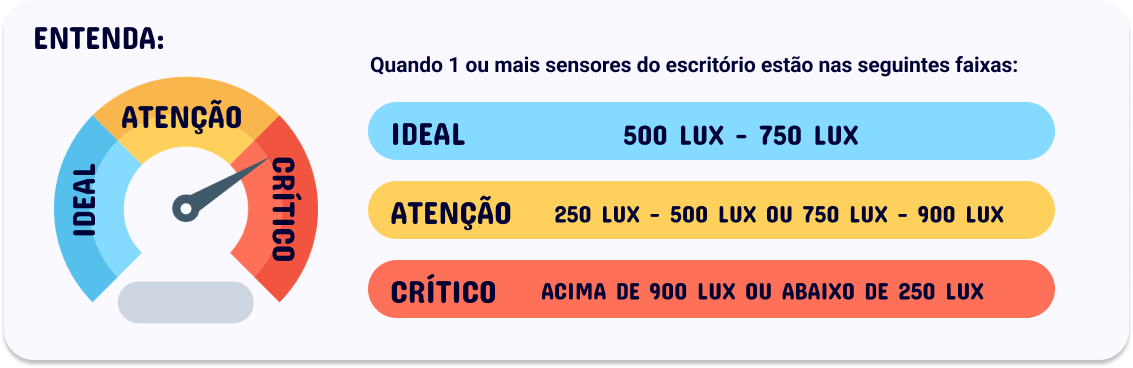 ENTENDA:
IDEAL
ATENÇÃO
CRÍTICO
Quando 1 ou mais sensores do escritório estão nas seguintes faixas:
IDEAL 500 LUX - 750 LUX
ATENÇÃO 250 LUX - 500 LUX OU 750 LUX - 900 LUX
CRÍTICO ACIMA DE 900 LUX OU ABAIXO DE 250 LUX